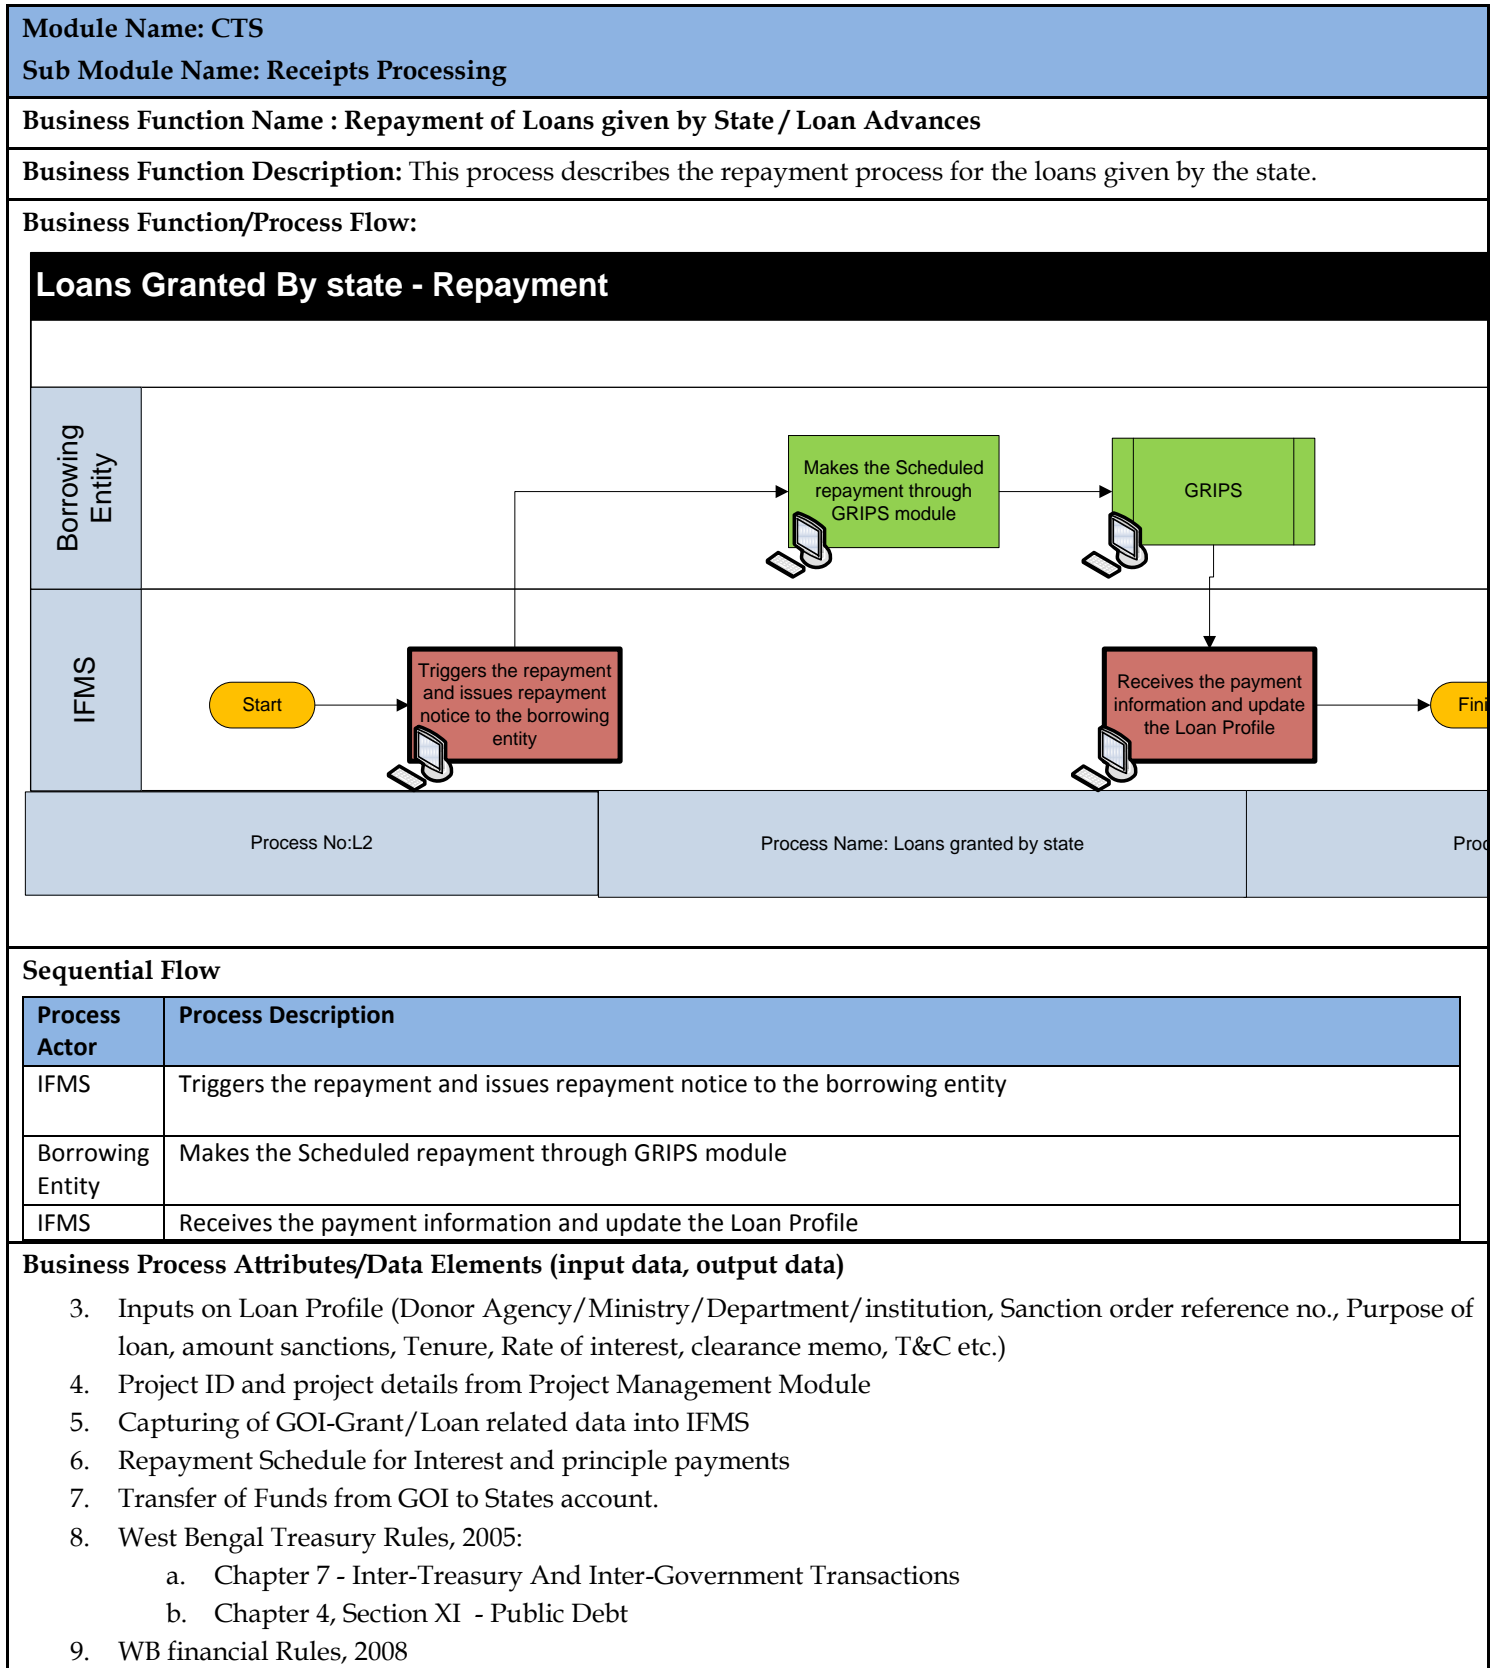 Module Name: CTS
Sub Module Name: Receipts Processing
Business Function Name : Repayment of Loans given by State / Loan Advances
Business Function Description: This process describes the repayment process for the loans given by the state.
Business Function/Process Flow:
Loans Granted By state - Repayment
Borrowing
Entity
Makes the Scheduled
repayment through
GRIPS module
GRIPS
IFMS
Start
Triggers the repayment
and issues repayment
notice to the borrowing
entity
Receives the payment
information and update
the Loan Profile
Fini
Process No:L2
Process Name: Loans granted by state
Proc
Sequential Flow
Process
Actor
Process Description
IFMS
Triggers the repayment and issues repayment notice to the borrowing entity
Borrowing
Entity
Makes the Scheduled repayment through GRIPS module
IFMS
Receives the payment information and update the Loan Profile
Business Process Attributes/Data Elements (input data, output data)
3. Inputs on Loan Profile (Donor Agency/Ministry/Department/institution, Sanction order reference no., Purpose of
loan, amount sanctions, Tenure, Rate of interest, clearance memo, T&C etc.)
4. Project ID and project details from Project Management Module
5. Capturing of GOI-Grant/Loan related data into IFMS
6. Repayment Schedule for Interest and principle payments
7. Transfer of Funds from GOI to States account.
8. West Bengal Treasury Rules, 2005:
a. Chapter 7 - Inter-Treasury And Inter-Government Transactions
b. Chapter 4, Section XI - Public Debt
9. WB financial Rules, 2008